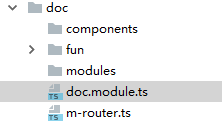 doc
components
fun
modules
doc.module.ts
TS
m-router.ts
TS